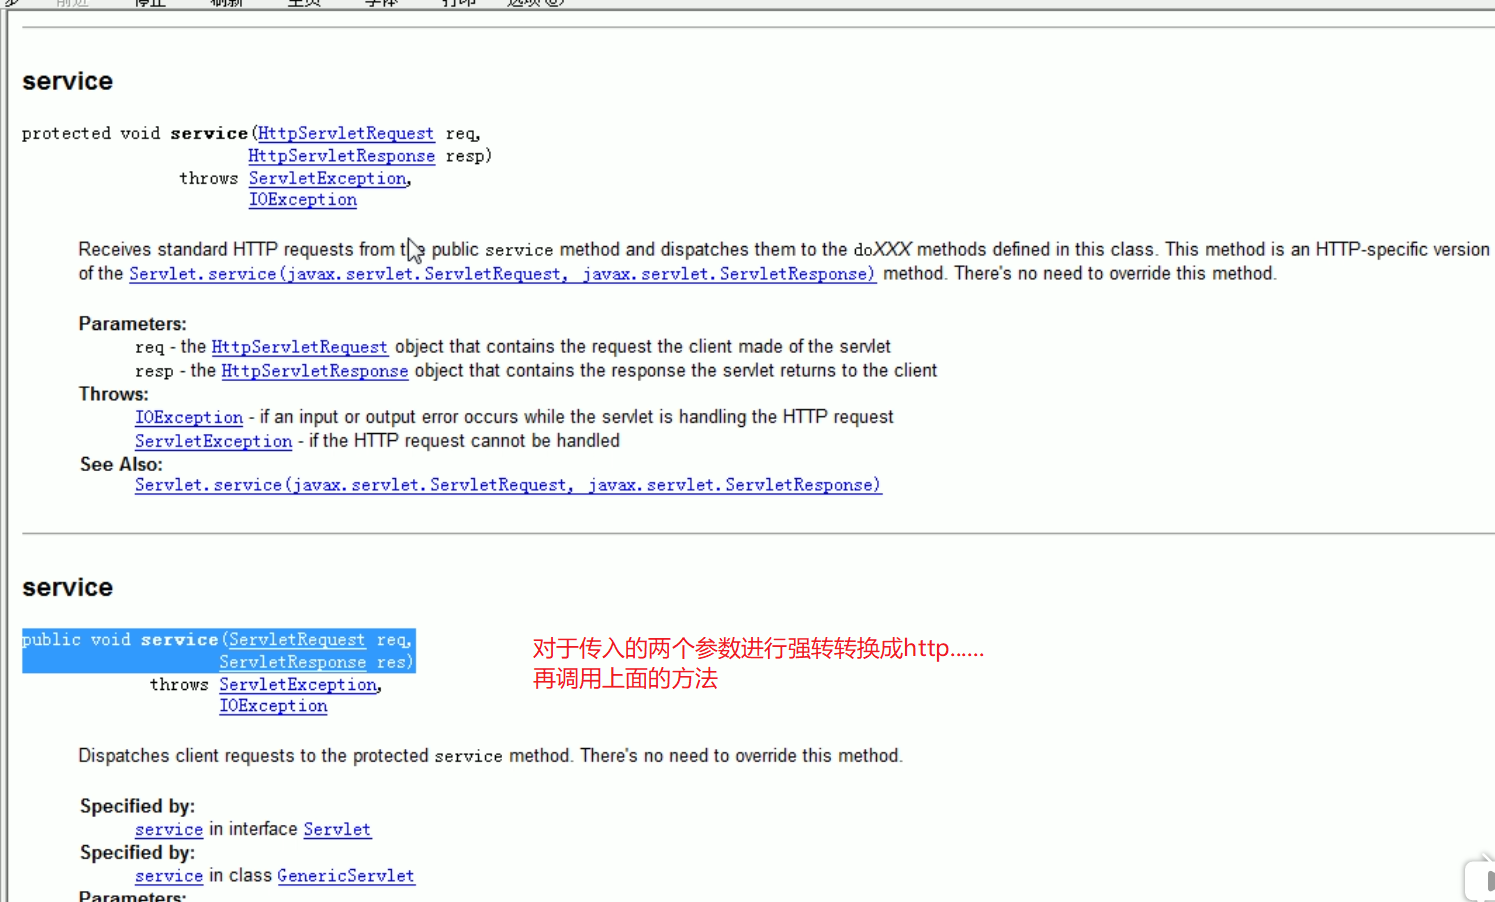 service
protected void service(HttpServletRequest req,
HttpServletResponse resp)
throws ServletException,
IOException
Receives standard HTTP requests from the public service method and dispatches them to the doXXX methods defined in this class. This method is an HTTP-specific version
of the Servlet.service(javax.servlet.ServletRequest, javax.servlet.ServletResponse) method. There's no need to override this method.
Parameters:
req - the HttpServletRequest object that contains the request the client made of the servlet
resp - the HttpServletResponse object that contains the response the servlet returns to the client
Throws:
IOException - if an input or output error occurs while the servlet is handling the HTTP request
ServletException - if the HTTP request cannot be handled
See Also:
Servlet.service(javax.servlet.ServletRequest, javax.servlet.ServletResponse)
service
public void service(ServletRequest req,
ServletResponse res)
throws ServletException,
IOException
对于传入的两个参数进行强转转换成http......
再调用上面的方法
Dispatches client requests to the protected service method. There's no need to override this method.
Specified by:
service in interface Servlet
Specified by:
service in class GenericServlet
Parameters: